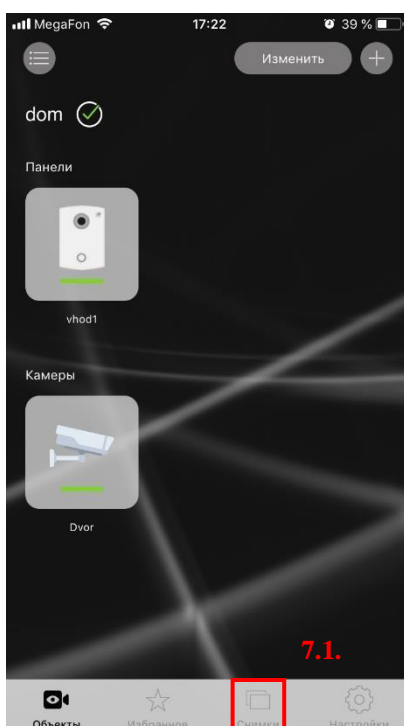 MegaFon 17:22 39 %
Изменить
dom
Панели
vhod1
Камеры
Dvor
7.1.
Объекты Избранное Снимки Настройки